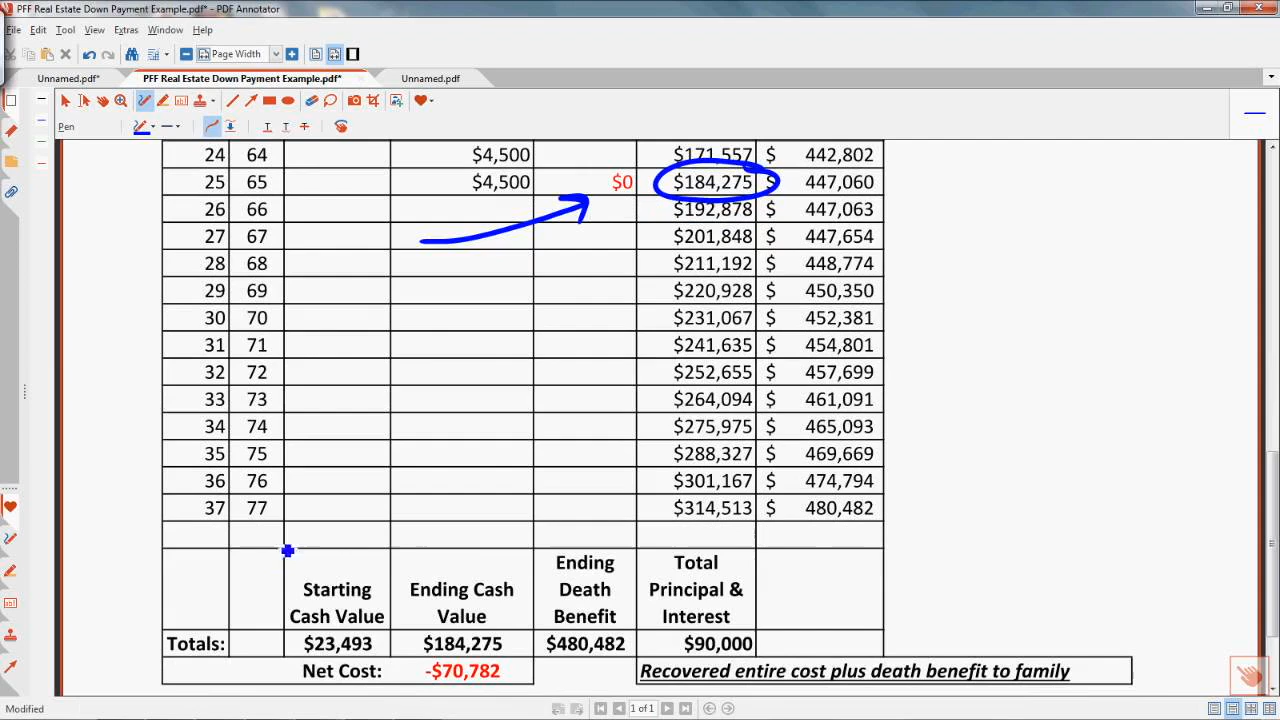 PFF Real Estate Down Payment Example.pdf* - PDF Annotator
File Edit Tool View Extras Window Help
Page Width
Unnamed.pdf* PFF Real Estate Down Payment Example.pdf* Unnamed.pdf
Pen
24 64 $4,500 $171,557 $ 442,802
25 65 $4,500 $0 $184,275 $ 447,060
26 66 $192,878 $ 447,063
27 67 $201,848 $ 447,654
28 68 $211,192 $ 448,774
29 69 $220,928 $ 450,350
30 70 $231,067 $ 452,381
31 71 $241,635 $ 454,801
32 72 $252,655 $ 457,699
33 73 $264,094 $ 461,091
34 74 $275,975 $ 465,093
35 75 $288,327 $ 469,669
36 76 $301,167 $ 474,794
37 77 $314,513 $ 480,482
Ending Total
Starting Ending Cash Death Principal &
Cash Value Value Benefit Interest
Totals: $23,493 $184,275 $480,482 $90,000
Net Cost: -$70,782 Recovered entire cost plus death benefit to family
Modified 1 of 1